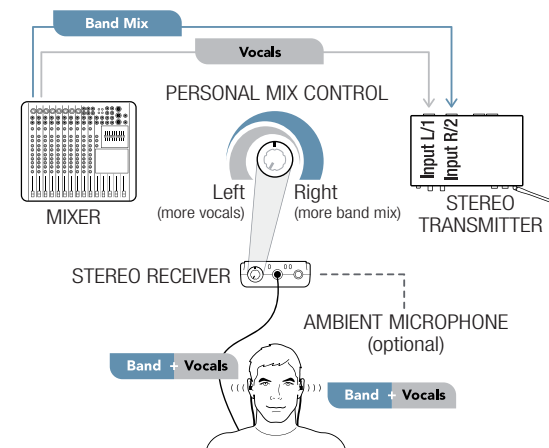 Band Mix
Vocals
PERSONAL MIX CONTROL
Input L/1
Input R/2
Left
(more vocals)
Right
(more band mix)
MIXER
STEREO
TRANSMITTER
STEREO RECEIVER
AMBIENT MICROPHONE
(optional)
Band + Vocals
Band + Vocals